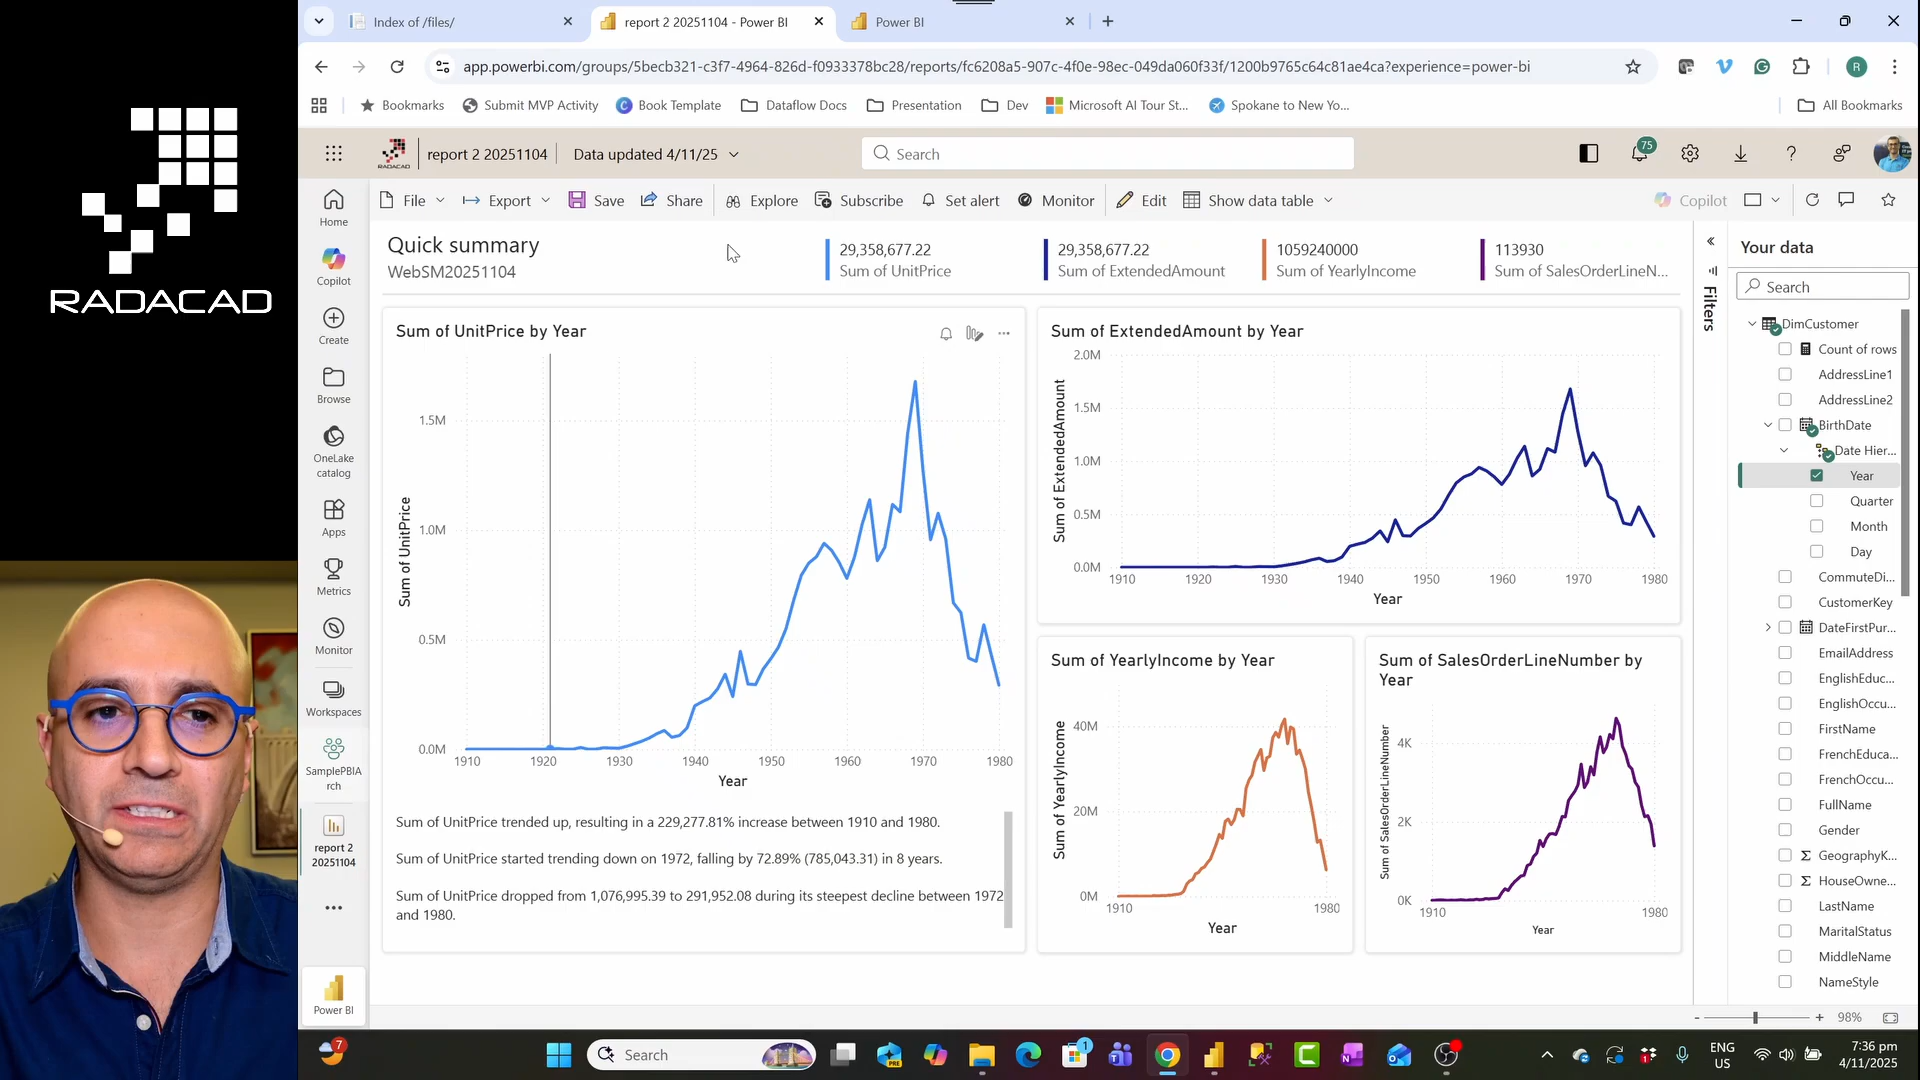 Index of /files/
report 2 20251104 - Power BI
Power BI
app.powerbi.com/groups/5becb321-c3f7-4964-826d-f0933378bc28/reports/fc6208a5-907c-4f0e-98ec-049da060f33f/1200b9765c64c81ae4ca?experience=power-bi
R
Bookmarks
Submit MVP Activity
Book Template
Dataflow Docs
Presentation
Dev
Microsoft AI Tour St...
Spokane to New Yo...
All Bookmarks
RADACAD
RADACAD
report 2 20251104
Data updated 4/11/25
Search
75
File
Export
Save
Share
Explore
Subscribe
Set alert
Monitor
Edit
Show data table
Copilot
Home
Copilot
Create
Browse
OneLake
catalog
Apps
Metrics
Monitor
Workspaces
SamplePBIA
rch
report 2
20251104
Power BI
Quick summary
WebSM20251104
29,358,677.22
Sum of UnitPrice
29,358,677.22
Sum of ExtendedAmount
1059240000
Sum of YearlyIncome
113930
Sum of SalesOrderLineN...
Sum of UnitPrice by Year
Sum of UnitPrice
1.5M
1.0M
0.5M
0.0M
1910 1920 1930 1940 1950 1960 1970 1980
Year
Sum of UnitPrice trended up, resulting in a 229,277.81% increase between 1910 and 1980.
Sum of UnitPrice started trending down on 1972, falling by 72.89% (785,043.31) in 8 years.
Sum of UnitPrice dropped from 1,076,995.39 to 291,952.08 during its steepest decline between 1972
and 1980.
Sum of ExtendedAmount by Year
Sum of ExtendedAmount
2.0M
1.5M
1.0M
0.5M
0.0M
1910 1920 1930 1940 1950 1960 1970 1980
Year
Sum of YearlyIncome by Year
Sum of YearlyIncome
40M
20M
0M
1910 1980
Year
Sum of SalesOrderLineNumber by
Year
Sum of SalesOrderLineNumber
4K
2K
0K
1910 1980
Year
Filters
Your data
Search
DimCustomer
Count of rows
AddressLine1
AddressLine2
BirthDate
Date Hier...
Year
Quarter
Month
Day
CommuteDi...
CustomerKey
DateFirstPur...
EmailAddress
EnglishEduc...
EnglishOccu...
FirstName
FrenchEduca...
FrenchOccu...
FullName
Gender
GeographyK...
HouseOwne...
LastName
MaritalStatus
MiddleName
NameStyle
- + 98%
7
Search
PRE
1
1
ENG
US
7:36 pm
4/11/2025